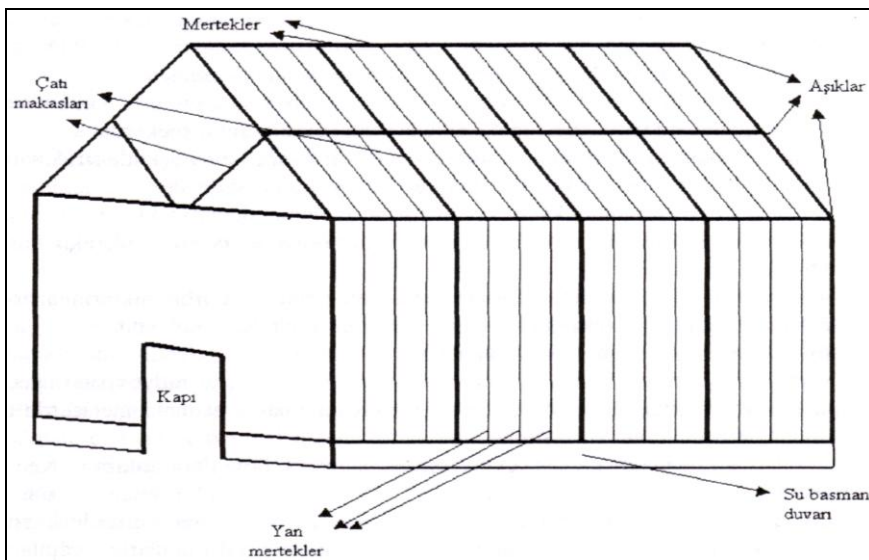 Mertekler
Çatı
makasları
Aşıklar
Kapı
Yan
mertekler
Su basman
duvarı